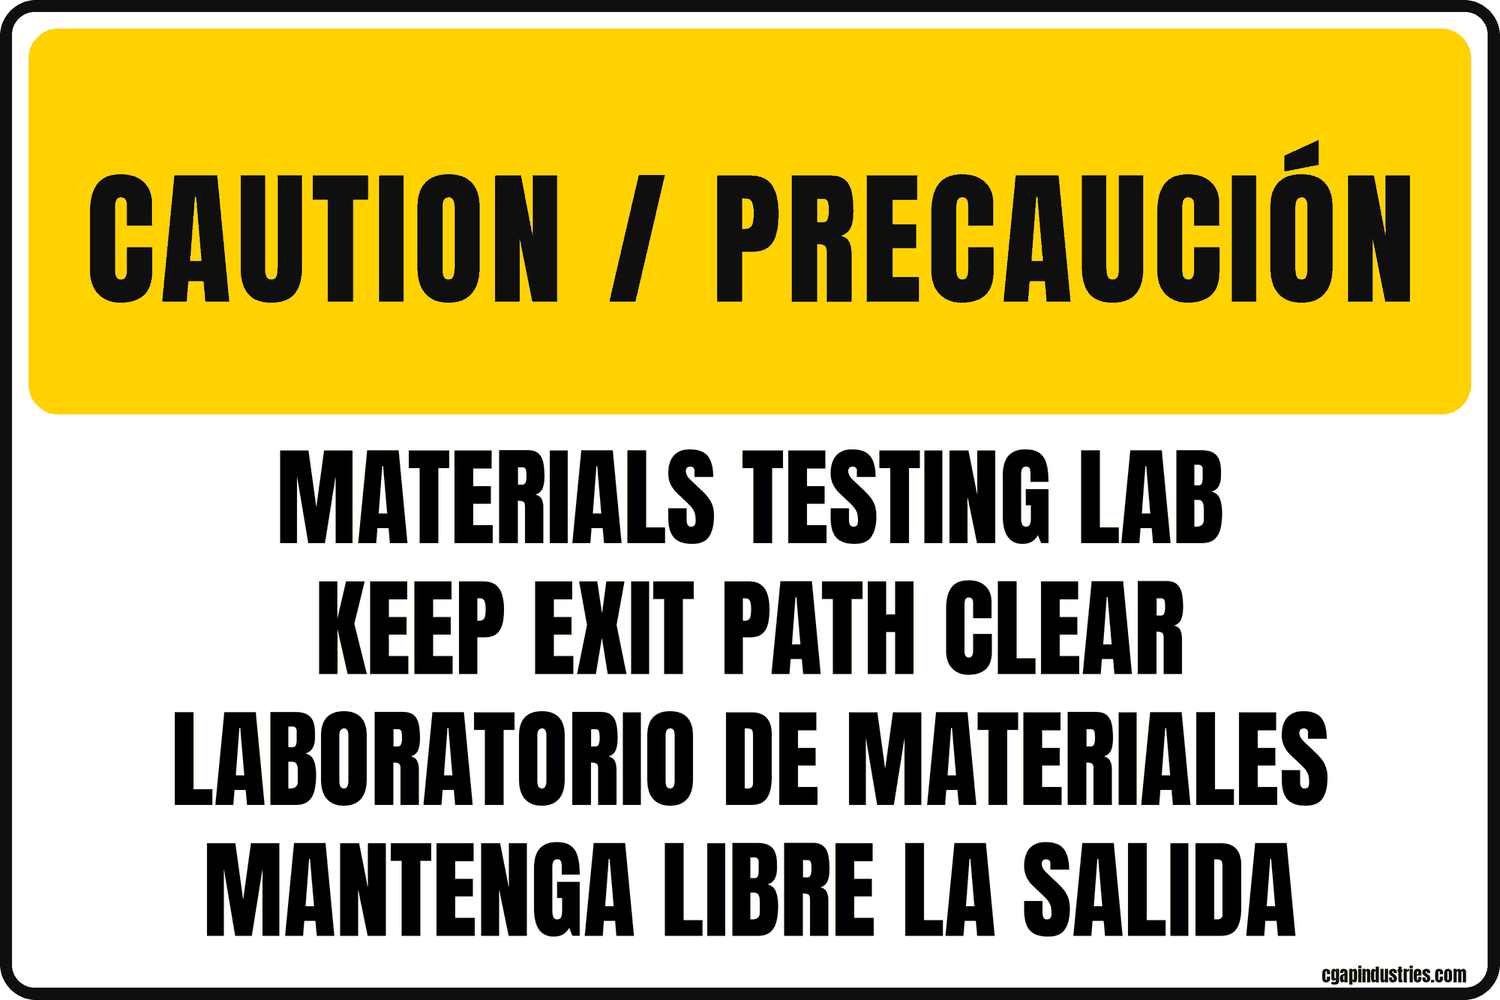 CAUTION / PRECAUCIÓN
MATERIALS TESTING LAB
KEEP EXIT PATH CLEAR
LABORATORIO DE MATERIALES
MANTENGA LIBRE LA SALIDA
cgapindustries.com